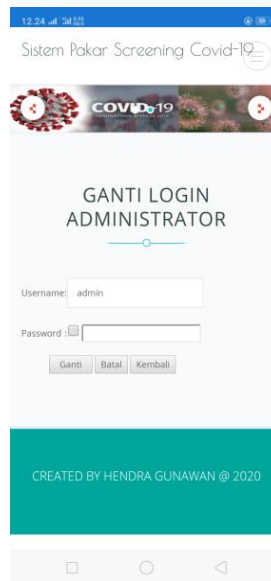 12.24
Sistem Pakar Screening Covid-19
COVID-19
GANTI LOGIN
ADMINISTRATOR
Username: admin
Password :
Ganti Batal Kembali
CREATED BY HENDRA GUNAWAN @ 2020